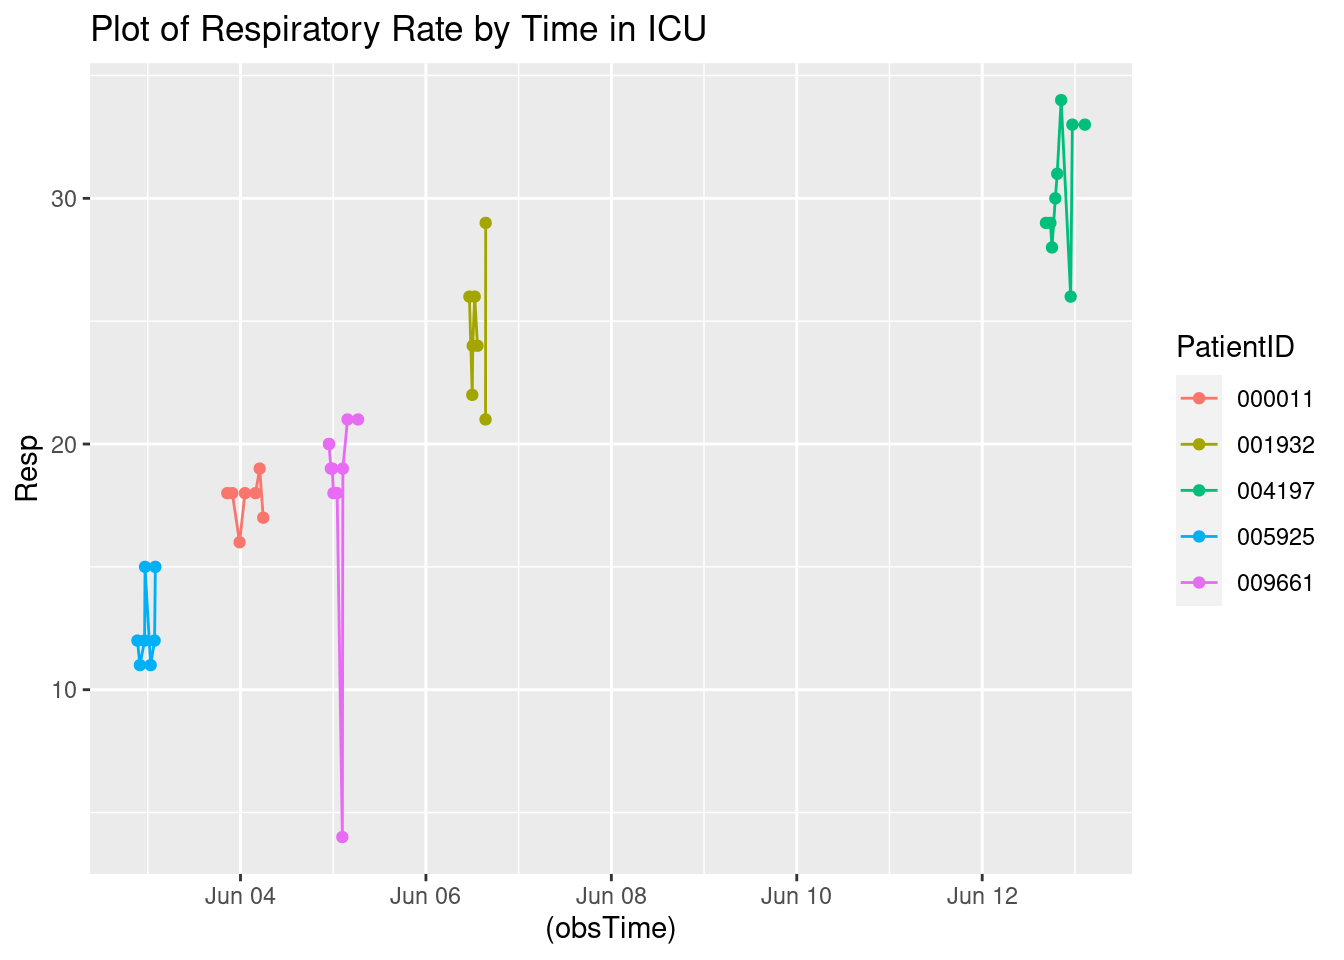 Plot of Respiratory Rate by Time in ICU
Resp
30
20
10
Jun 04
Jun 06
Jun 08
Jun 10
Jun 12
(obsTime)
PatientID
000011
001932
004197
005925
009661